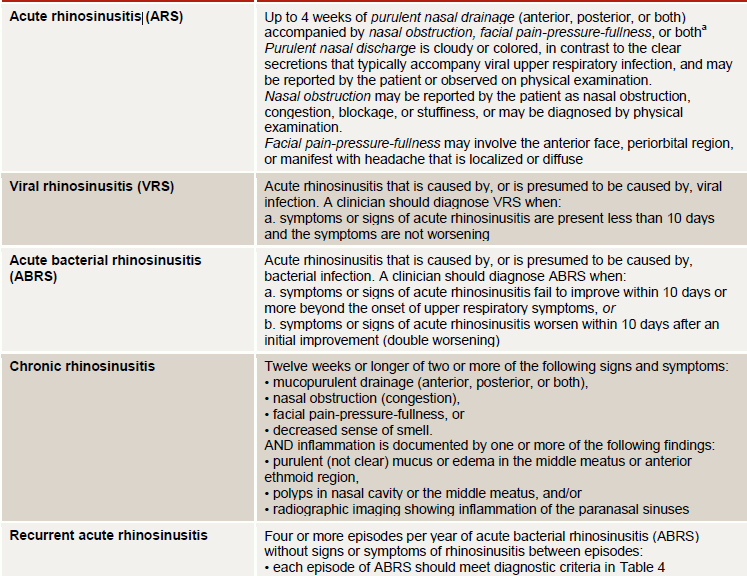 Acute rhinosinusitis (ARS)
Up to 4 weeks of purulent nasal drainage (anterior, posterior, or both)
accompanied by nasal obstruction, facial pain-pressure-fullness, or both^a
Purulent nasal discharge is cloudy or colored, in contrast to the clear
secretions that typically accompany viral upper respiratory infection, and may
be reported by the patient or observed on physical examination.
Nasal obstruction may be reported by the patient as nasal obstruction,
congestion, blockage, or stuffiness, or may be diagnosed by physical
examination.
Facial pain-pressure-fullness may involve the anterior face, periorbital region,
or manifest with headache that is localized or diffuse
Viral rhinosinusitis (VRS)
Acute rhinosinusitis that is caused by, or is presumed to be caused by, viral
infection. A clinician should diagnose VRS when:
a. symptoms or signs of acute rhinosinusitis are present less than 10 days
and the symptoms are not worsening
Acute bacterial rhinosinusitis
(ABRS)
Acute rhinosinusitis that is caused by, or is presumed to be caused by,
bacterial infection. A clinician should diagnose ABRS when:
a. symptoms or signs of acute rhinosinusitis fail to improve within 10 days or
more beyond the onset of upper respiratory symptoms, or
b. symptoms or signs of acute rhinosinusitis worsen within 10 days after an
initial improvement (double worsening)
Chronic rhinosinusitis
Twelve weeks or longer of two or more of the following signs and symptoms:
• mucopurulent drainage (anterior, posterior, or both),
• nasal obstruction (congestion),
• facial pain-pressure-fullness, or
• decreased sense of smell.
AND inflammation is documented by one or more of the following findings:
• purulent (not clear) mucus or edema in the middle meatus or anterior
ethmoid region,
• polyps in nasal cavity or the middle meatus, and/or
• radiographic imaging showing inflammation of the paranasal sinuses
Recurrent acute rhinosinusitis
Four or more episodes per year of acute bacterial rhinosinusitis (ABRS)
without signs or symptoms of rhinosinusitis between episodes:
• each episode of ABRS should meet diagnostic criteria in Table 4